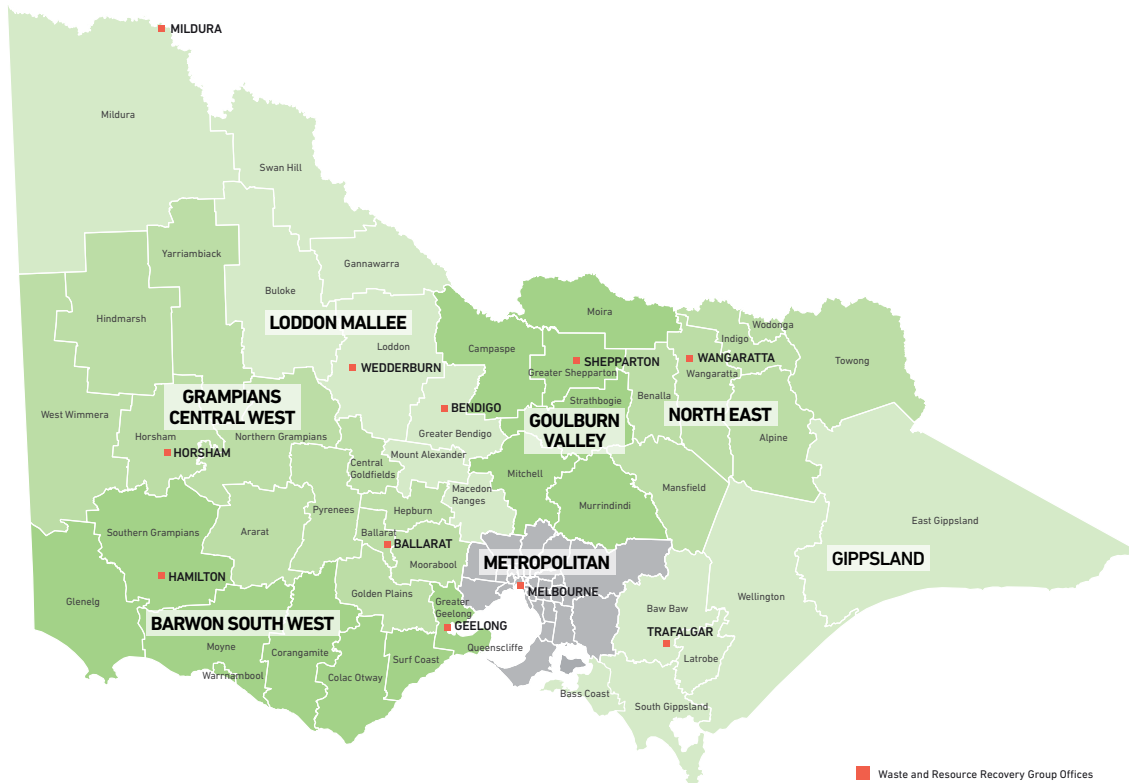 MILDURA
Mildura
Swan Hill
Yarriambiack
Gannawarra
Buloke
Hindmarsh
LODDON MALLEE
Loddon
WEDDERBURN
Campaspe
Moira
SHEPPARTON
Greater Shepparton
Wodonga
Indigo
WANGARATTA
Wangaratta
Towong
GRAMPIANS
CENTRAL WEST
West Wimmera
BENDIGO
Greater Bendigo
Strathbogie
Benalla
GOULBURN
VALLEY
NORTH EAST
Alpine
Horsham
HORSHAM
Northern Grampians
Central
Goldfields
Mount Alexander
Macedon
Ranges
Mitchell
Murrindindi
Mansfield
East Gippsland
Southern Grampians
Ararat
Pyrenees
Hepburn
Ballarat
BALLARAT
Moorabool
METROPOLITAN
MELBOURNE
GIPPSLAND
Wellington
HAMILTON
Glenelg
Golden Plains
Greater
Geelong
GEELONG
Queenscliffe
Baw Baw
TRAFALGAR
Latrobe
BARWON SOUTH WEST
Moyne
Corangamite
Warrnambool
Colac Otway
Surf Coast
Bass Coast
South Gippsland
Waste and Resource Recovery Group Offices